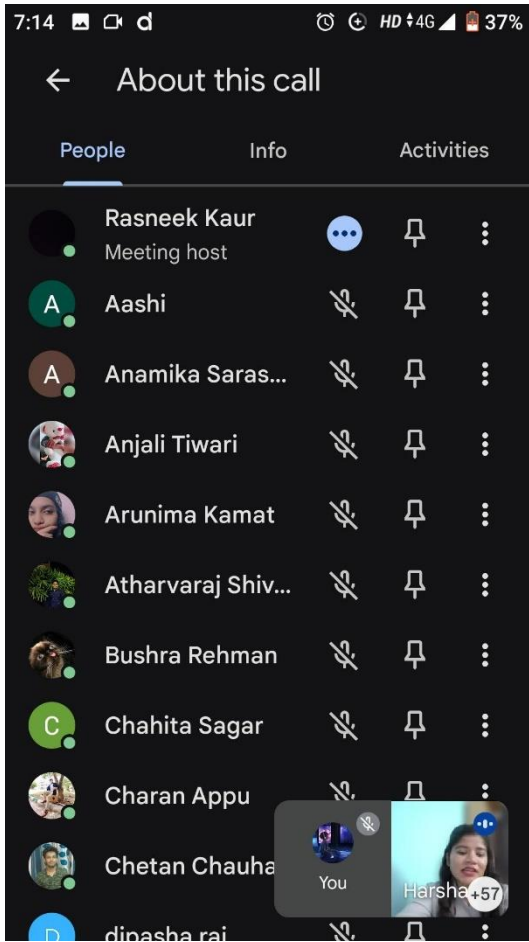 7:14 HD 4G 37%
About this call
People Info Activities
Rasneek Kaur
Meeting host
A Aashi
A Anamika Saras...
Anjali Tiwari
Arunima Kamat
Atharvaraj Shiv...
Bushra Rehman
C Chahita Sagar
Charan Appu
Chetan Chauha
You Harsha +57
D dipasha rai